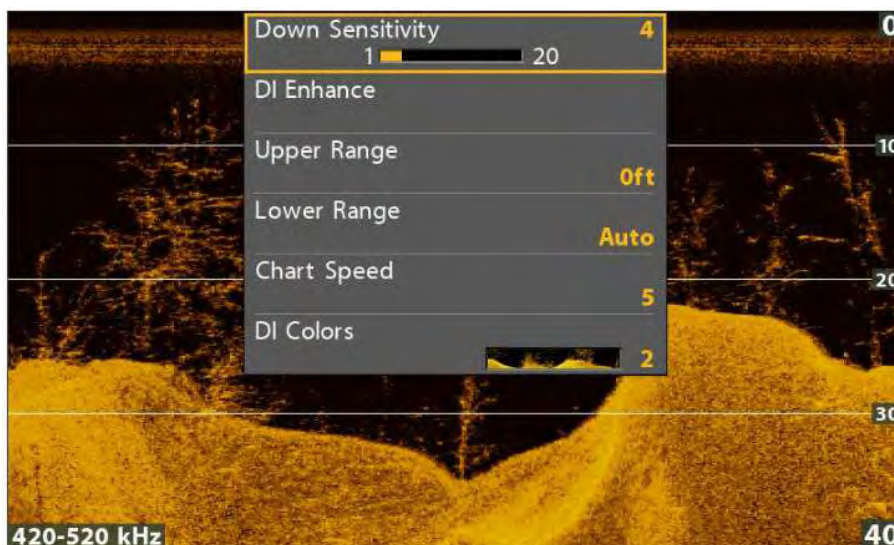 Down Sensitivity 4
1 20
DI Enhance
Upper Range
0ft
Lower Range
Auto
Chart Speed
5
DI Colors
2
0
10
20
30
420-520 kHz 40